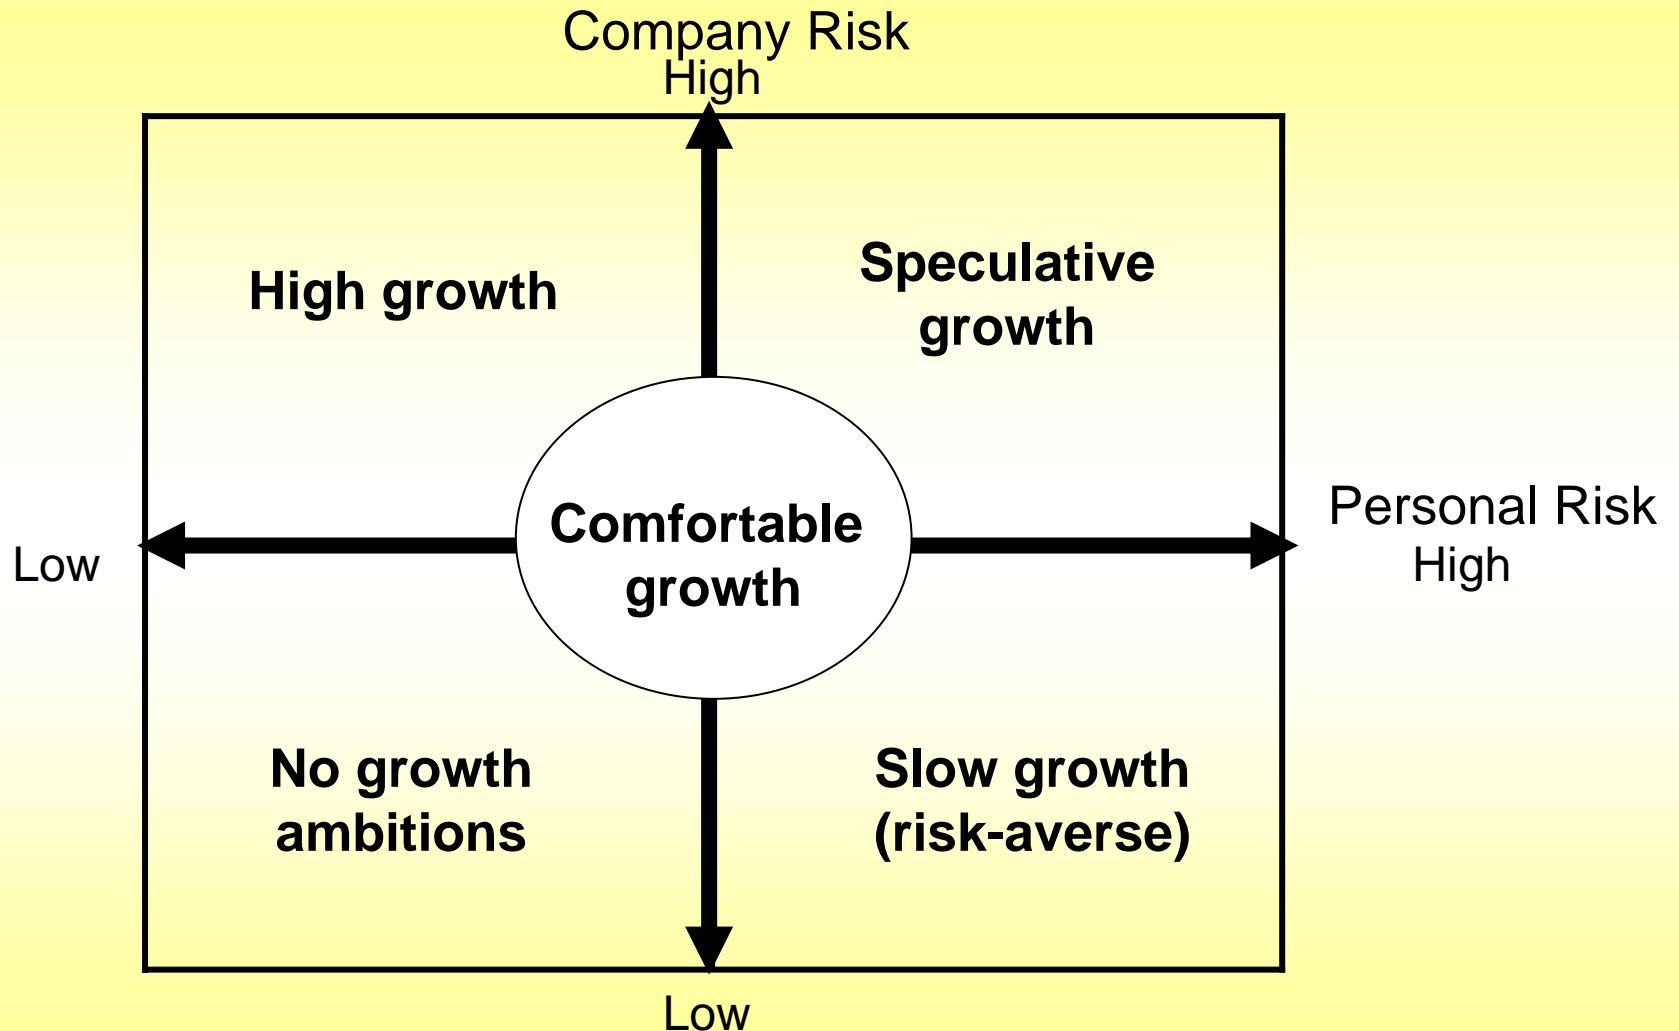 Company Risk
High
High growth
Speculative
growth
Comfortable
growth
Personal Risk
High
Low
No growth
ambitions
Slow growth
(risk-averse)
Low